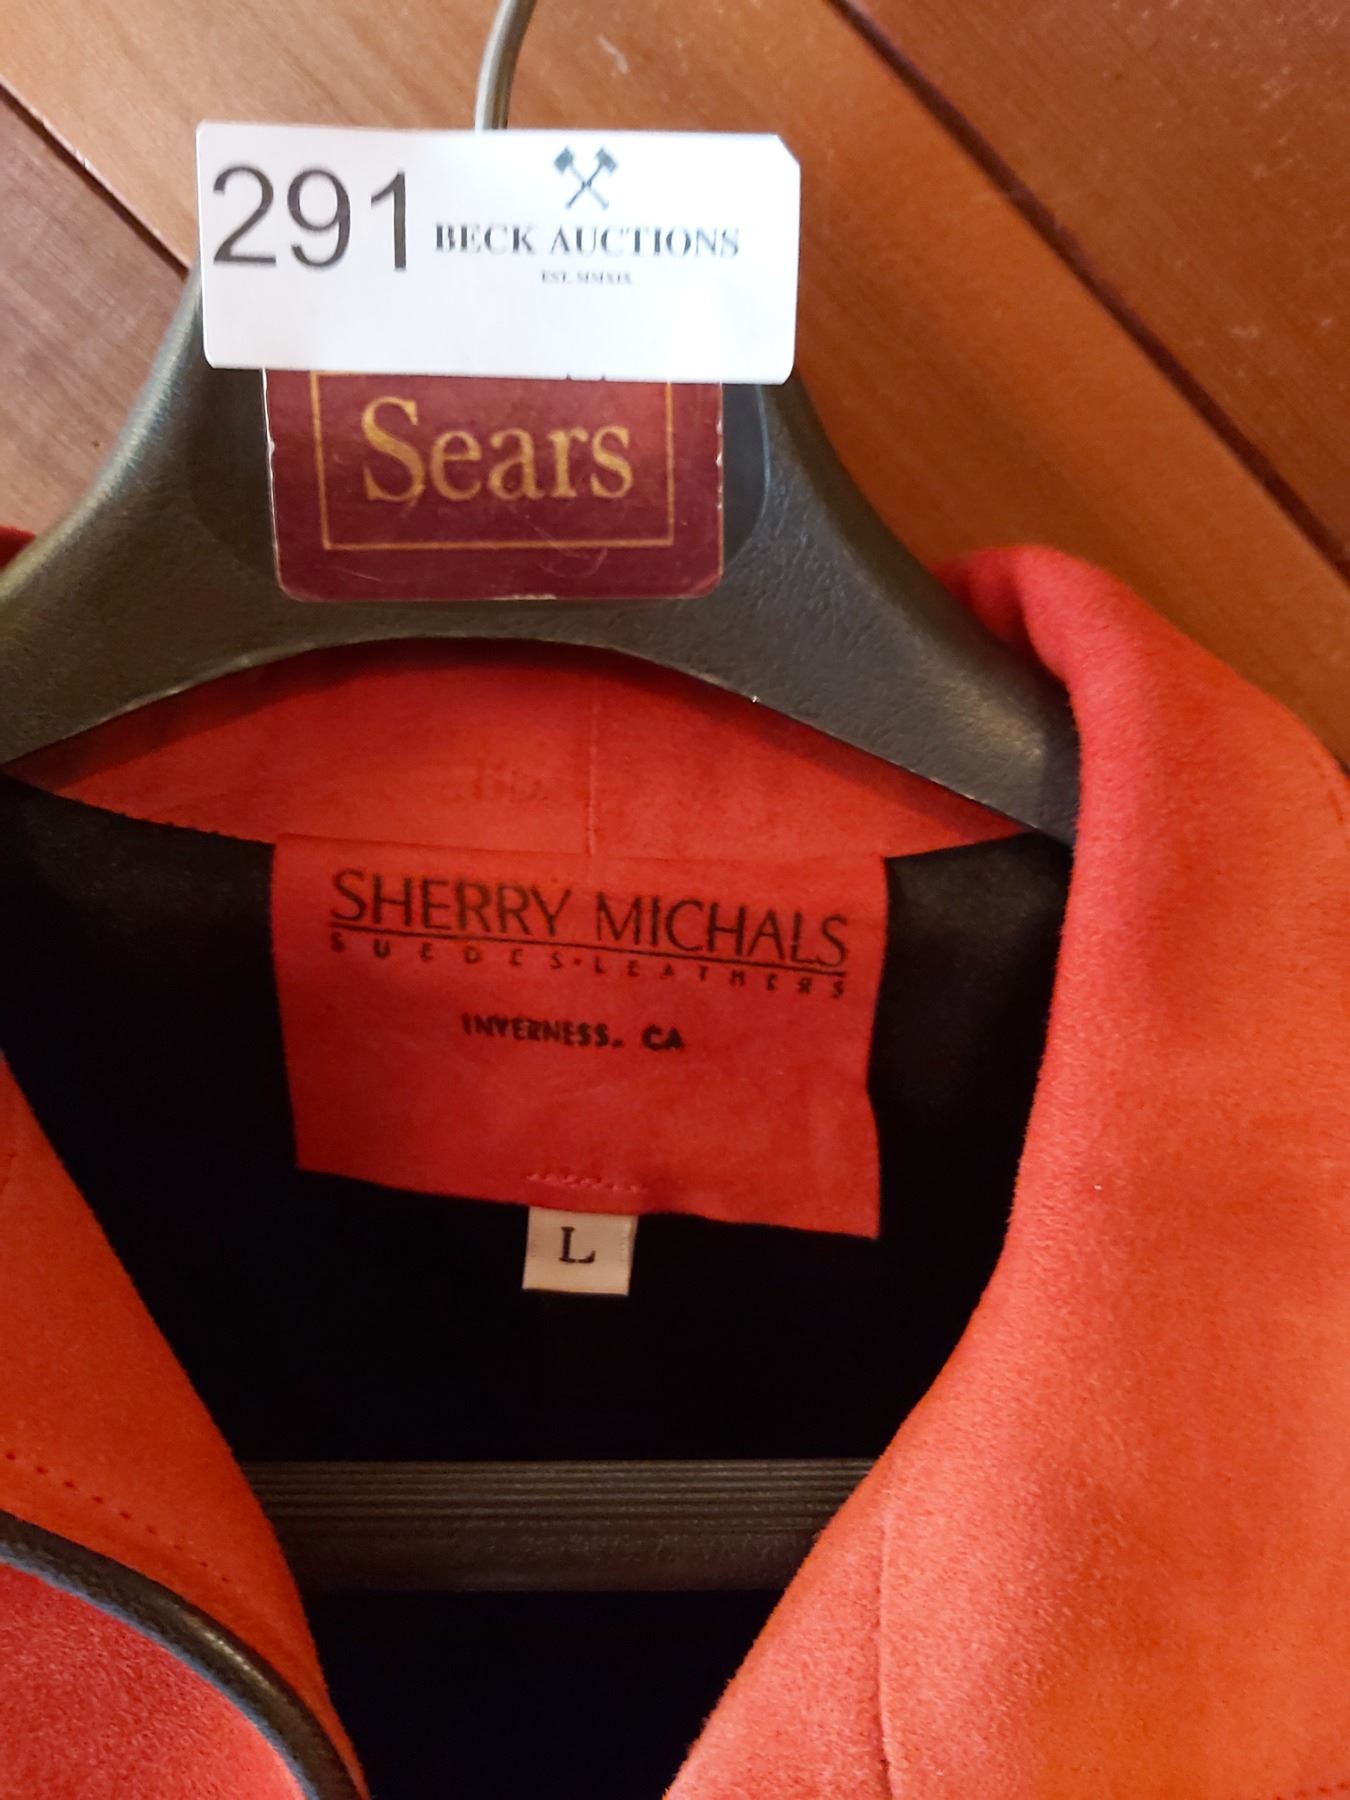 291
BECK AUCTIONS
EST. MMXIX
Sears
SHERRY MICHALS
SUEDES·LEATHERS
INVERNESS, CA
L